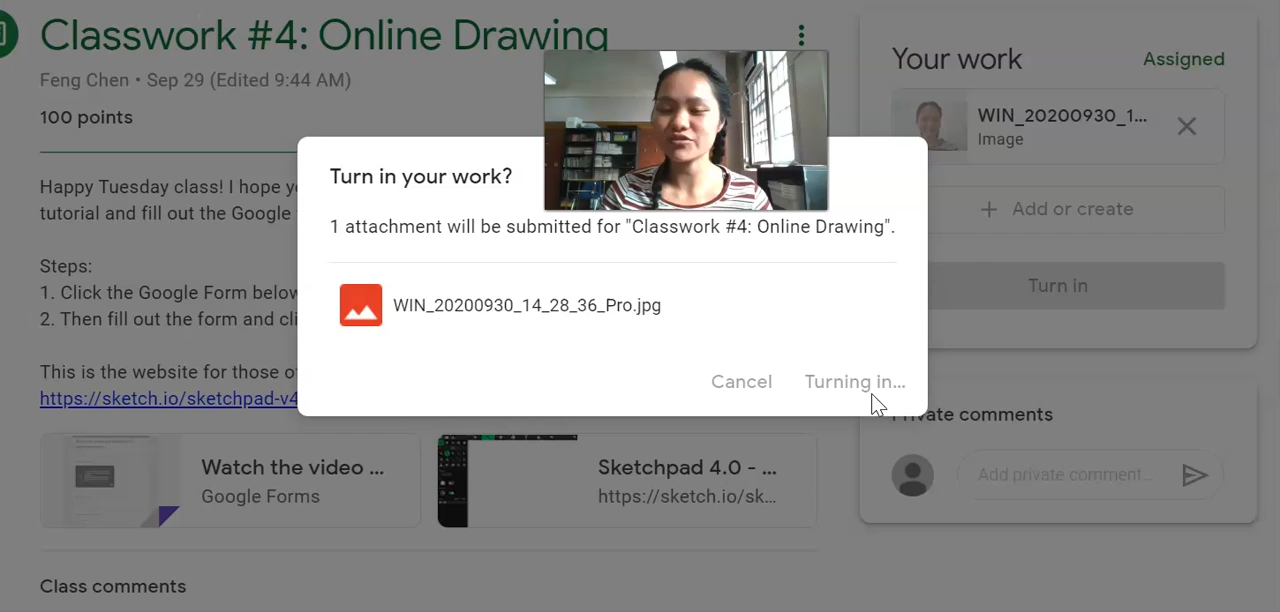 Classwork #4: Online Drawing
Feng Chen • Sep 29 (Edited 9:44 AM)
100 points
Happy Tuesday class! I hope
tutorial and fill out the Google
Steps:
1. Click the Google Form below
2. Then fill out the form and
This is the website for those
https://sketch.io/sketchpad-v4
Watch the video ...
Google Forms
Sketchpad 4.0 - ...
https://sketch.io/sk...
Class comments
Turn in your work?
1 attachment will be submitted for "Classwork #4: Online Drawing".
WIN_20200930_14_28_36_Pro.jpg
Cancel Turning in...
Your work Assigned
WIN_20200930_1...
Image
+ Add or create
Turn in
Private comments
Add private comment...